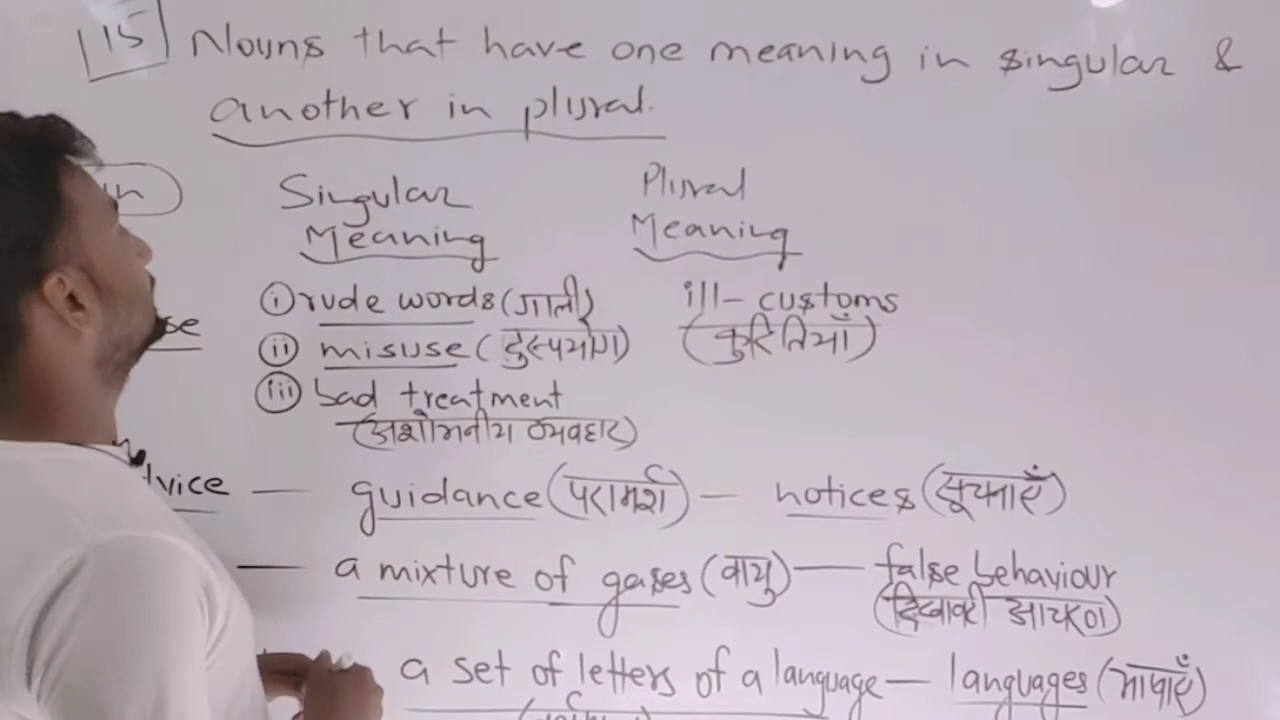 15 Nouns that have one meaning in singular &
another in plural.
Singular Plural
Meaning Meaning
(i) rude words (गाली) ill-customs
(ii) misuse (दुरूपयोग) (कुरितियाँ)
(iii) bad treatment
(अशोभनीय व्यवहार)
guidance (परामर्श) — notices (सूचनाएँ)
— a mixture of gases (वायु) — false behaviour
(दिखावटी आचरण)
a set of letters of a language — languages (भाषाएँ)